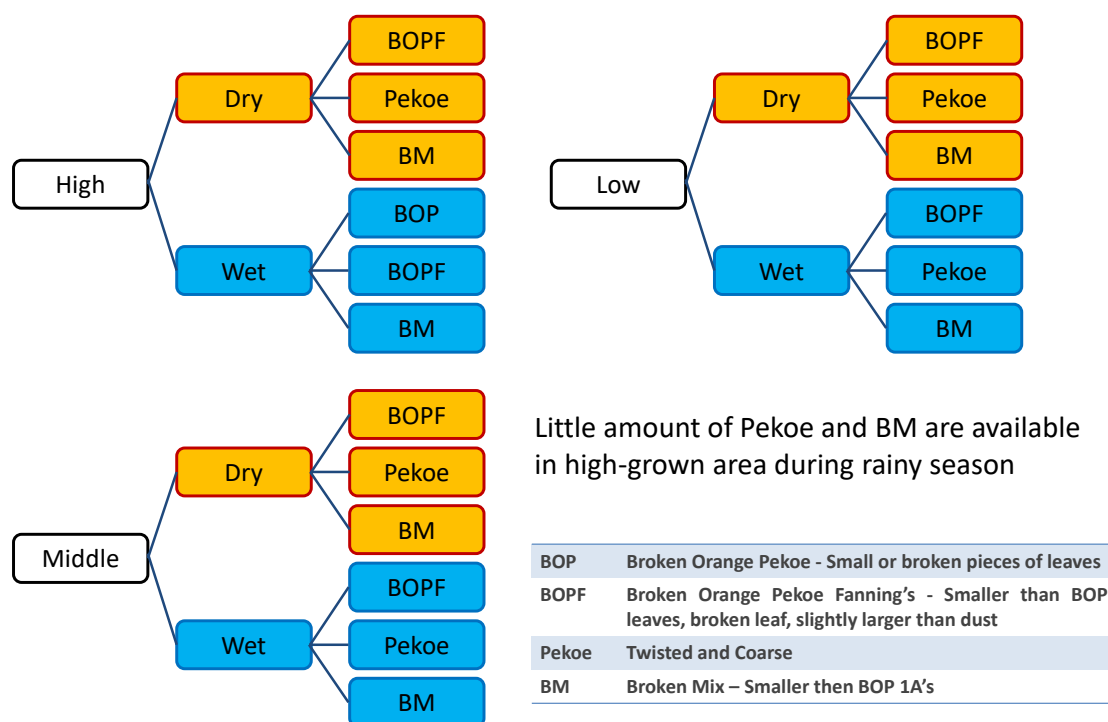 High
Dry
BOPF
Pekoe
BM
Wet
BOP
BOPF
BM
Low
Dry
BOPF
Pekoe
BM
Wet
BOPF
Pekoe
BM
Middle
Dry
BOPF
Pekoe
BM
Wet
BOPF
Pekoe
BM
Little amount of Pekoe and BM are available
in high-grown area during rainy season
BOP Broken Orange Pekoe - Small or broken pieces of leaves
BOPF Broken Orange Pekoe Fanning's - Smaller than BOP
leaves, broken leaf, slightly larger than dust
Pekoe Twisted and Coarse
BM Broken Mix – Smaller then BOP 1A's